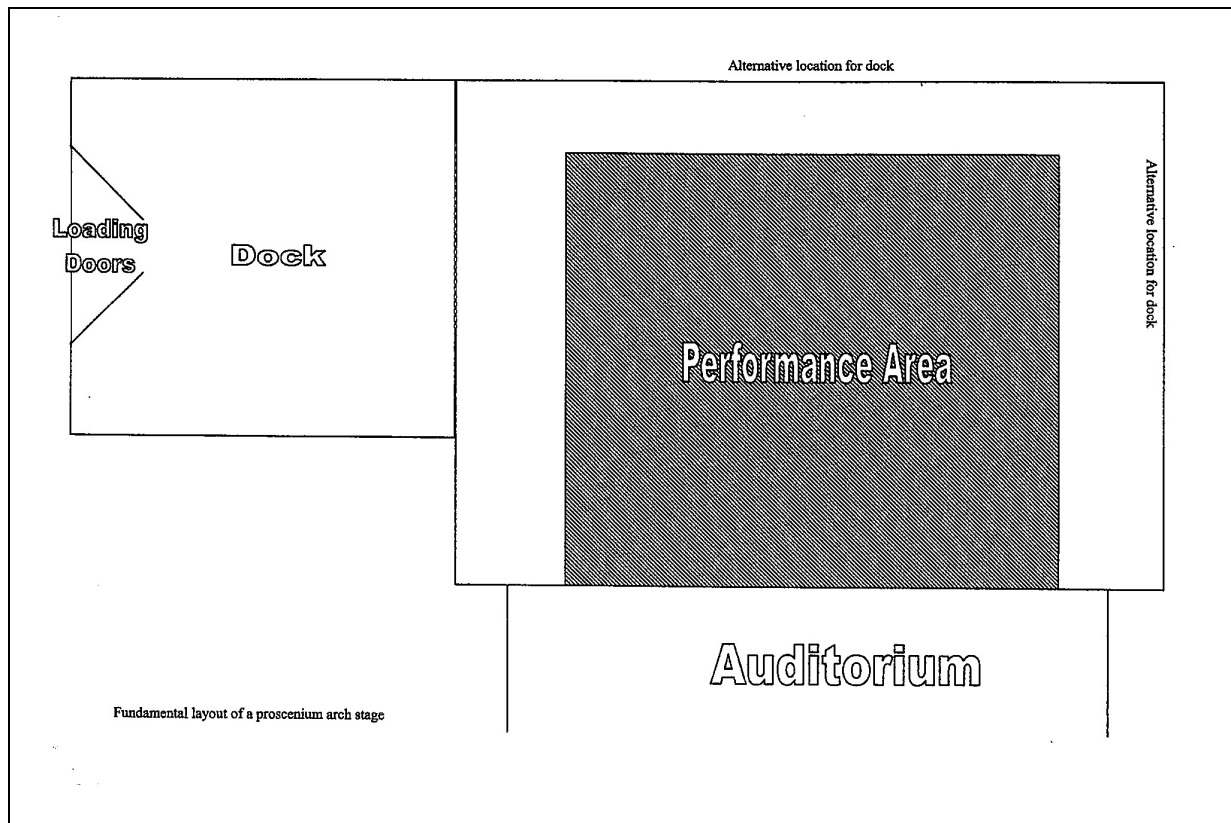 Alternative location for dock
Alternative location for dock
Loading
Doors
Dock
Performance Area
Auditorium
Fundamental layout of a proscenium arch stage